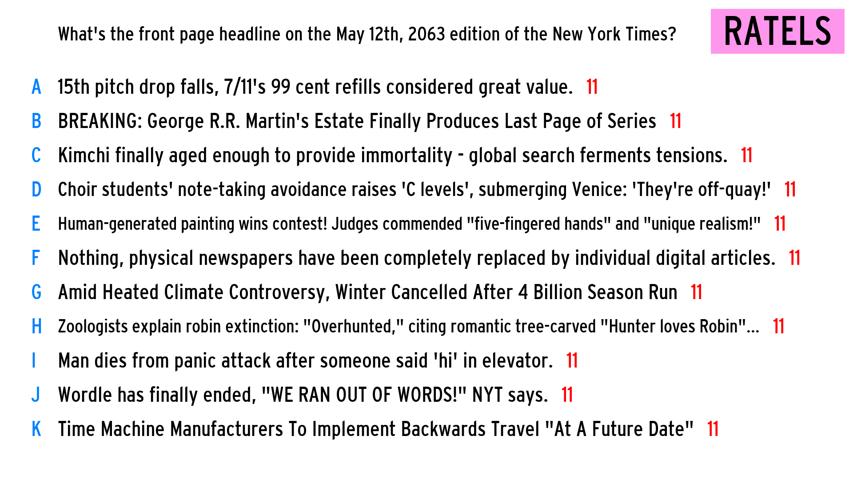 What's the front page headline on the May 12th, 2063 edition of the New York Times?
RATELS
A 15th pitch drop falls, 7/11's 99 cent refills considered great value. 11
B BREAKING: George R.R. Martin's Estate Finally Produces Last Page of Series 11
C Kimchi finally aged enough to provide immortality - global search ferments tensions. 11
D Choir students' note-taking avoidance raises 'C levels', submerging Venice: 'They're off-quay!' 11
E Human-generated painting wins contest! Judges commended "five-fingered hands" and "unique realism!" 11
F Nothing, physical newspapers have been completely replaced by individual digital articles. 11
G Amid Heated Climate Controversy, Winter Cancelled After 4 Billion Season Run 11
H Zoologists explain robin extinction: "Overhunted," citing romantic tree-carved "Hunter loves Robin"... 11
I Man dies from panic attack after someone said 'hi' in elevator. 11
J Wordle has finally ended, "WE RAN OUT OF WORDS!" NYT says. 11
K Time Machine Manufacturers To Implement Backwards Travel "At A Future Date" 11